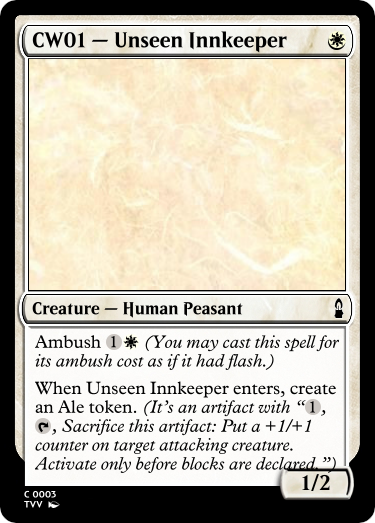 CW01 — Unseen Innkeeper
Creature — Human Peasant
Ambush 1 (You may cast this spell for
its ambush cost as if it had flash.)
When Unseen Innkeeper enters, create
an Ale token. (It's an artifact with “1,
, Sacrifice this artifact: Put a +1/+1
counter on target attacking creature.
Activate only before blocks are declared.”)
1/2
C 0003
TVV